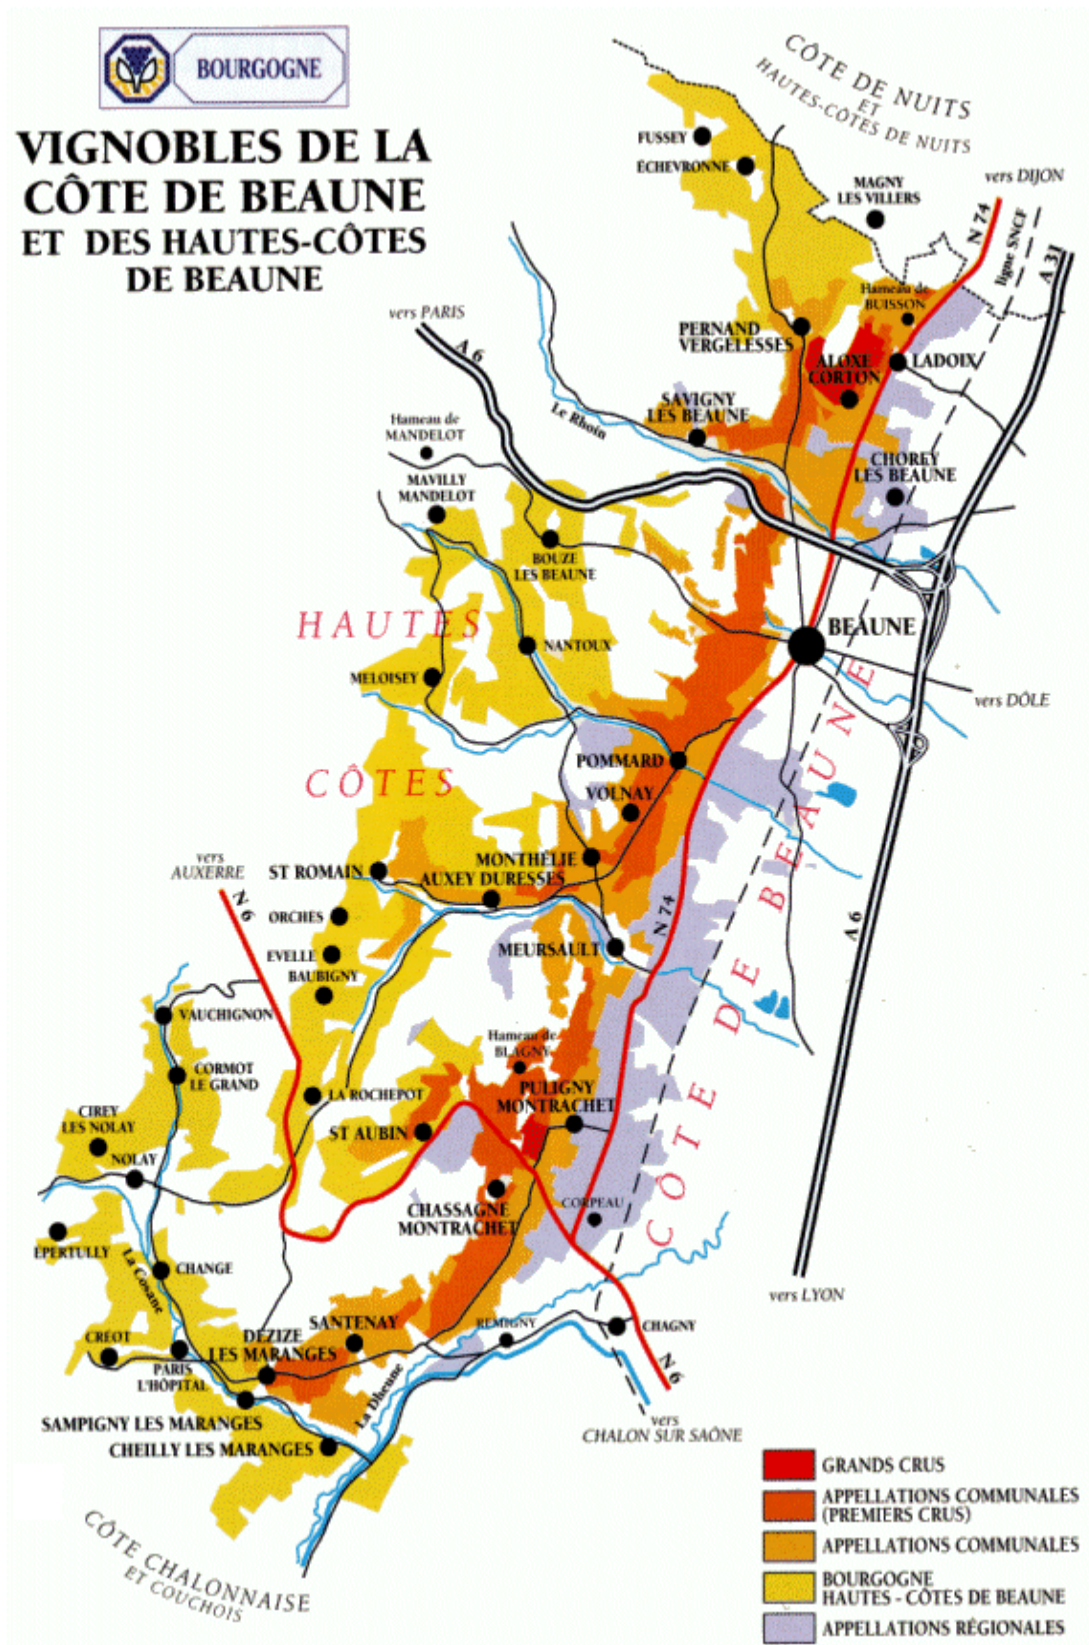 BOURGOGNE
VIGNOBLES DE LA
CÔTE DE BEAUNE
ET DES HAUTES-CÔTES
DE BEAUNE
CÔTE DE NUITS
ET
HAUTES-CÔTES DE NUITS
FUSSEY
ÉCHEVRONNE
MAGNY
LES VILLERS
vers DIJON
N 74
ligne SNCF
A 31
Hameau de
BUISSON
vers PARIS
A 6
PERNAND
VERGELESSES
ALOXE
CORTON
LADOIX
SAVIGNY
LES BEAUNE
Le Rhoin
Hameau de
MANDELOT
CHOREY
LES BEAUNE
MAVILLY
MANDELOT
BOUZE
LES BEAUNE
HAUTES
BEAUNE
NANTOUX
MELOISEY
vers DÔLE
CÔTES
POMMARD
VOLNAY
vers
AUXERRE
N 6
ST ROMAIN
MONTHÉLIE
AUXEY DURESSES
ORCHES
N 74
A 6
EVELLE
MEURSAULT
BAUBIGNY
VAUCHIGNON
CÔTE DE BEAUNE
Hameau de
BLAGNY
CORMOT
LE GRAND
LA ROCHEPOT
PULIGNY
MONTRACHET
CIREY
LES NOLAY
ST AUBIN
NOLAY
CHASSAGNE
MONTRACHET
CORPEAU
EPERTULLY
La Cosane
CHANGE
vers LYON
CRÉOT
DEZIZE
LES MARANGES
SANTENAY
REMIGNY
CHAGNY
PARIS
L'HÔPITAL
La Dheune
N 6
SAMPIGNY LES MARANGES
CHEILLY LES MARANGES
vers
CHALON SUR SAÔNE
CÔTE CHALONNAISE
ET COUCHOIS
GRANDS CRUS
APPELLATIONS COMMUNALES
(PREMIERS CRUS)
APPELLATIONS COMMUNALES
BOURGOGNE
HAUTES - CÔTES DE BEAUNE
APPELLATIONS RÉGIONALES